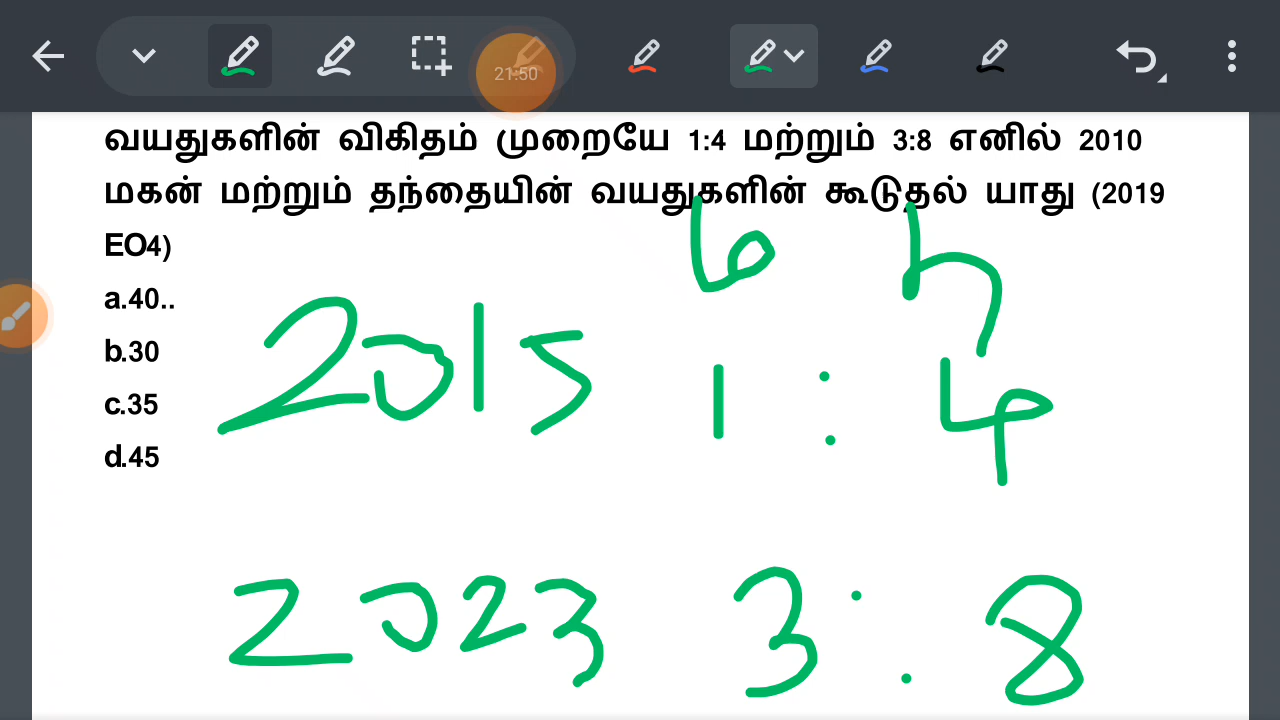 21:50
வயதுகளின் விகிதம் முறையே 1:4 மற்றும் 3:8 எனில் 2010
மகன் மற்றும் தந்தையின் வயதுகளின் கூடுதல் யாது (2019
EO4)
a.40..
b.30
c.35
d.45
2015 1 : 4
2023 3 : 8